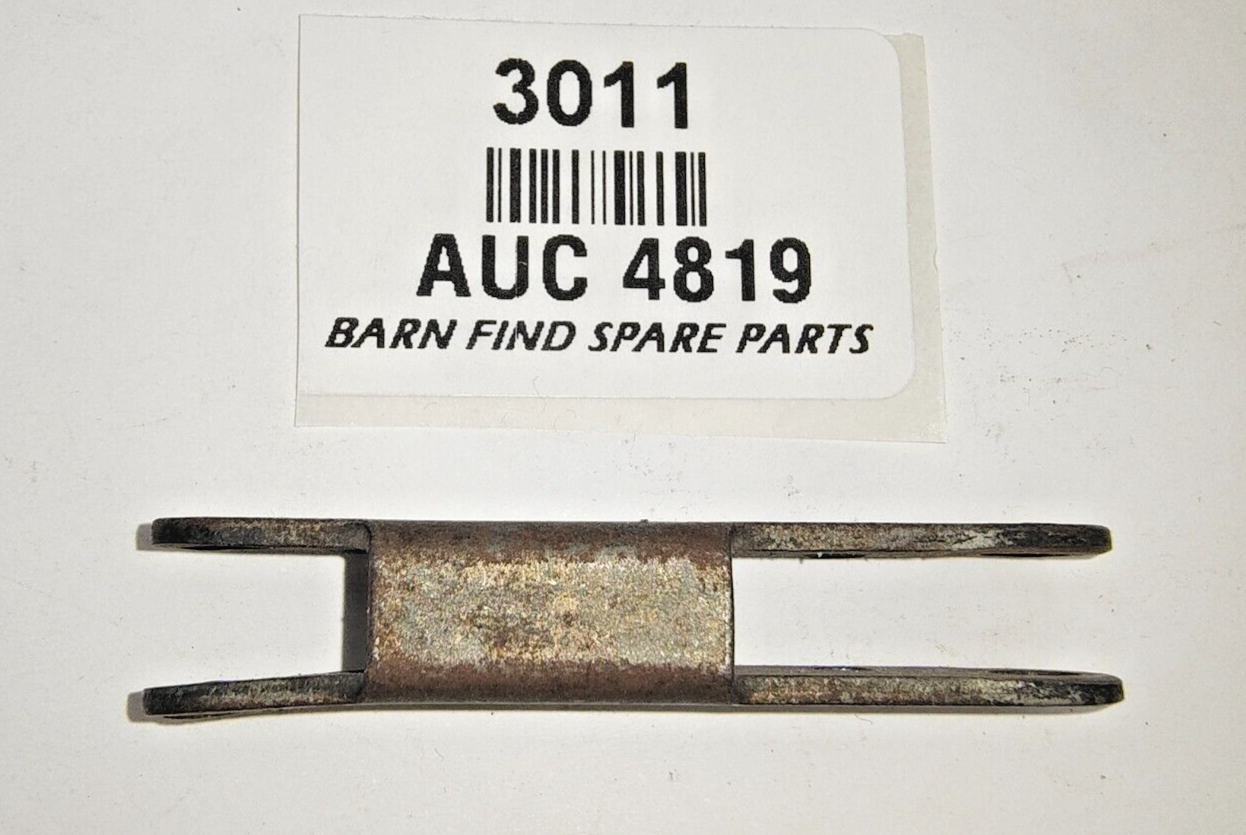 3011
AUC 4819
BARN FIND SPARE PARTS